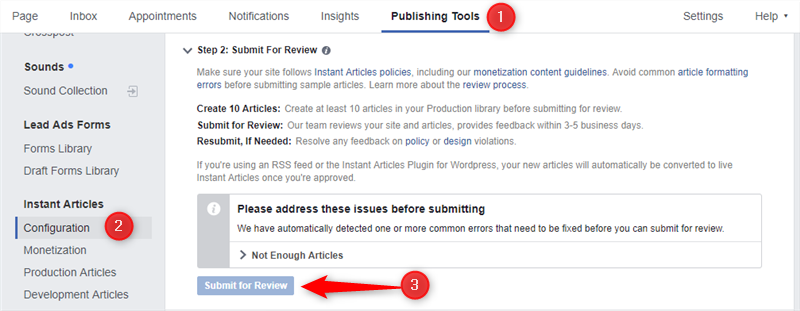 Page Inbox Appointments Notifications Insights Publishing Tools 1 Settings Help
Sounds
Sound Collection
Lead Ads Forms
Forms Library
Draft Forms Library
Instant Articles
Configuration 2
Monetization
Production Articles
Development Articles
Step 2: Submit For Review
Make sure your site follows Instant Articles policies, including our monetization content guidelines. Avoid common article formatting
errors before submitting sample articles. Learn more about the review process.
Create 10 Articles: Create at least 10 articles in your Production library before submitting for review.
Submit for Review: Our team reviews your site and articles, provides feedback within 3-5 business days.
Resubmit, If Needed: Resolve any feedback on policy or design violations.
If you're using an RSS feed or the Instant Articles Plugin for Wordpress, your new articles will automatically be converted to live
Instant Articles once you're approved.
Please address these issues before submitting
We have automatically detected one or more common errors that need to be fixed before you can submit for review.
Not Enough Articles
Submit for Review 3